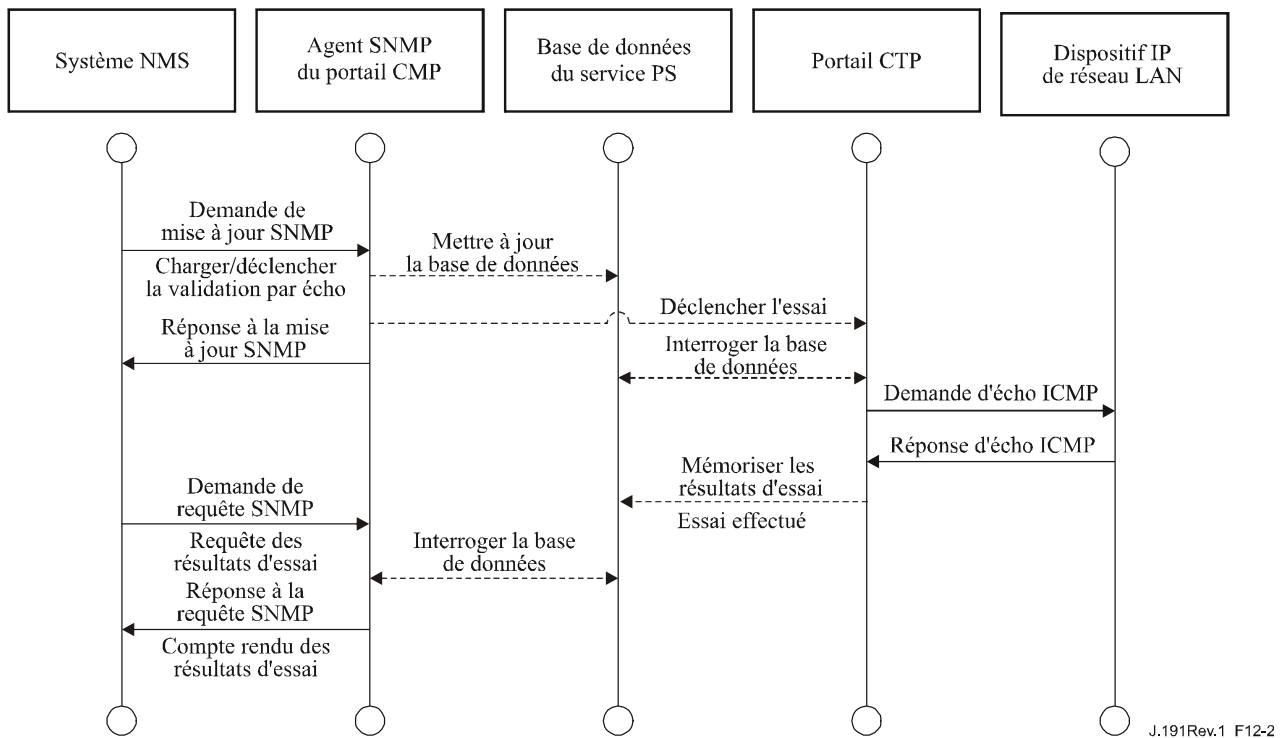 Système NMS
Agent SNMP
du portail CMP
Base de données
du service PS
Portail CTP
Dispositif IP
de réseau LAN
Demande de
mise à jour SNMP
Charger/déclencher
la validation par écho
Mettre à jour
la base de données
Déclencher l'essai
Réponse à la mise
à jour SNMP
Interroger la base
de données
Demande d'écho ICMP
Réponse d'écho ICMP
Mémoriser les
résultats d'essai
Essai effectué
Demande de
requête SNMP
Requête des
résultats d'essai
Interroger la base
de données
Réponse à la
requête SNMP
Compte rendu des
résultats d'essai
J.191Rev.1_F12-2